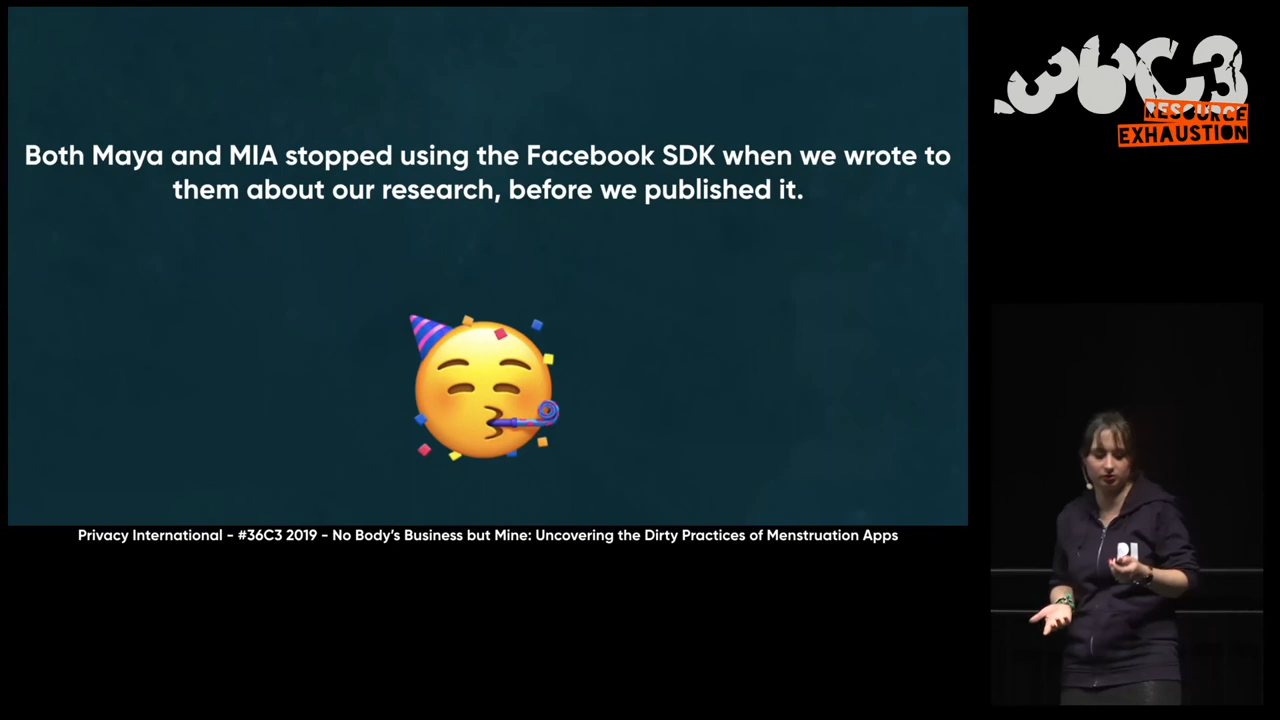 Both Maya and MIA stopped using the Facebook SDK when we wrote to
them about our research, before we published it.
36C3
RESOURCE
EXHAUSTION
Privacy International - #36C3 2019 - No Body’s Business but Mine: Uncovering the Dirty Practices of Menstruation Apps
PI